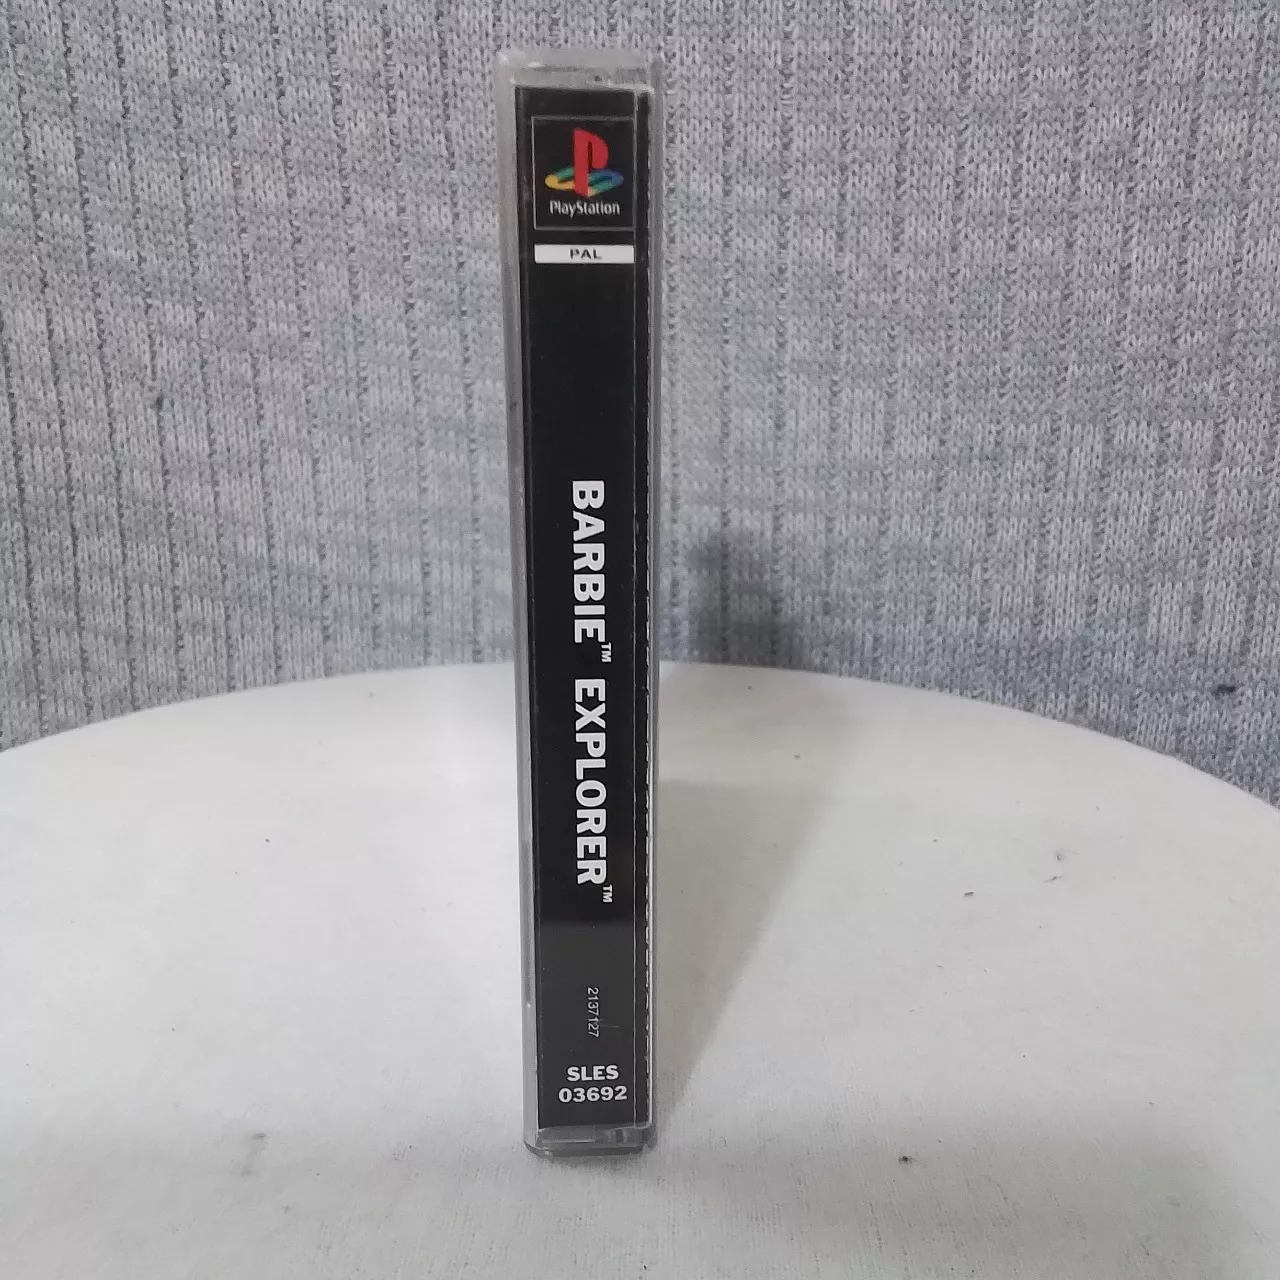 PlayStation
PAL
BARBIE™ EXPLORER™
2137127
SLES
03692